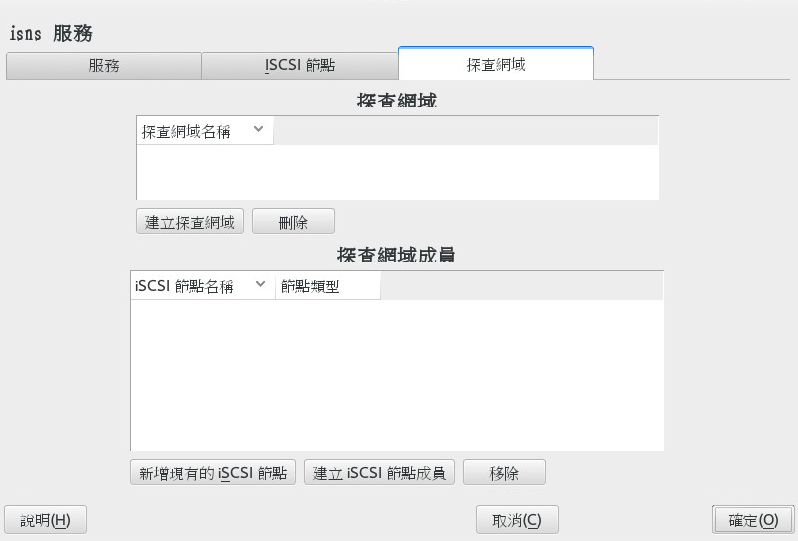 isns 服務
服務 ISCSI 節點 探查網域
探查網域
探查網域名稱
建立探查網域 刪除
探查網域成員
iSCSI 節點名稱 節點類型
新增現有的 iSCSI 節點 建立 iSCSI 節點成員 移除
說明(H) 取消(C) 確定(O)